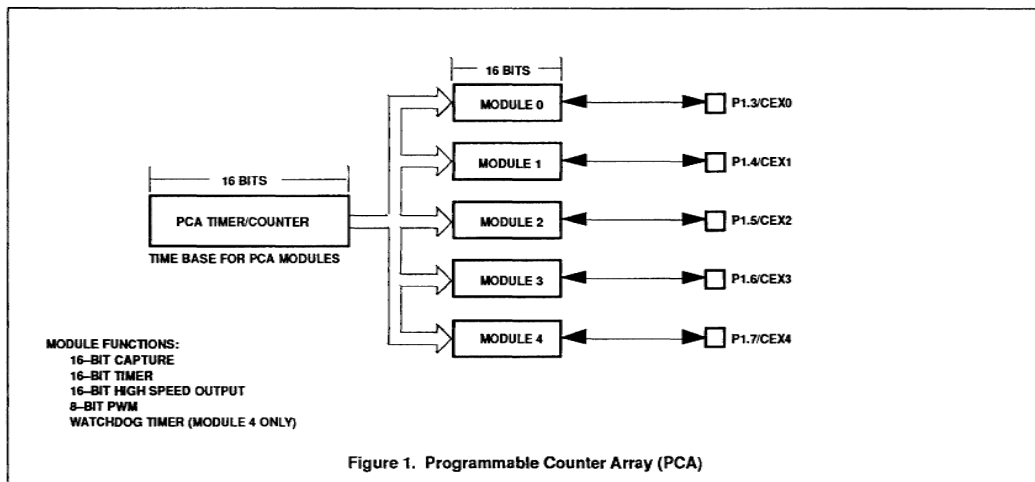 16 BITS
MODULE 0
P1.3/CEX0
MODULE 1
P1.4/CEX1
16 BITS
PCA TIMER/COUNTER
MODULE 2
P1.5/CEX2
TIME BASE FOR PCA MODULES
MODULE 3
P1.6/CEX3
MODULE 4
P1.7/CEX4
MODULE FUNCTIONS:
16–BIT CAPTURE
16–BIT TIMER
16–BIT HIGH SPEED OUTPUT
8–BIT PWM
WATCHDOG TIMER (MODULE 4 ONLY)
Figure 1. Programmable Counter Array (PCA)